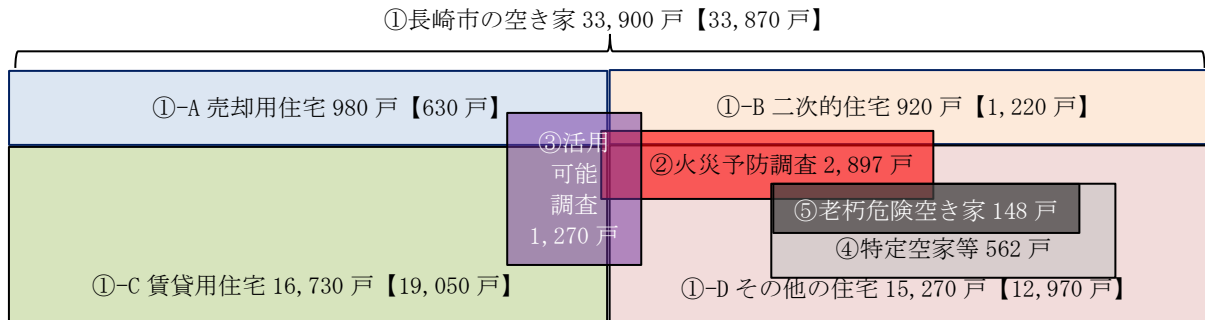 ①長崎市の空き家 33,900 戸【33,870 戸】
①-A 売却用住宅 980 戸【630 戸】
①-B 二次的住宅 920 戸【1,220 戸】
③活用
可能
調査
1,270 戸
②火災予防調査 2,897 戸
⑤老朽危険空き家 148 戸
④特定空家等 562 戸
①-C 賃貸用住宅 16,730 戸【19,050 戸】
①-D その他の住宅 15,270 戸【12,970 戸】